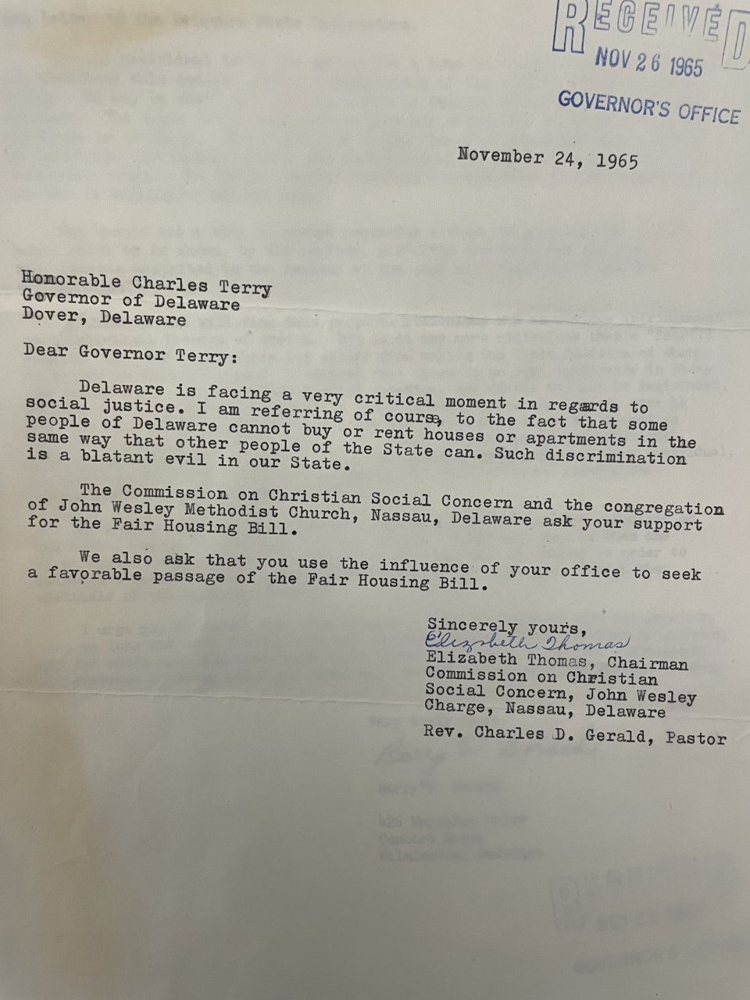 RECEIVED
NOV 26 1965
GOVERNOR'S OFFICE
November 24, 1965
Honorable Charles Terry
Governor of Delaware
Dover, Delaware
Dear Governor Terry:
Delaware is facing a very critical moment in regards to
social justice. I am referring of course, to the fact that some
people of Delaware cannot buy or rent houses or apartments in the
same way that other people of the State can. Such discrimination
is a blatant evil in our State.
The Commission on Christian Social Concern and the congregation
of John Wesley Methodist Church, Nassau, Delaware ask your support
for the Fair Housing Bill.
We also ask that you use the influence of your office to seek
a favorable passage of the Fair Housing Bill.
Sincerely yours,
Elizabeth Thomas
Elizabeth Thomas, Chairman
Commission on Christian
Social Concern, John Wesley
Charge, Nassau, Delaware
Rev. Charles D. Gerald, Pastor